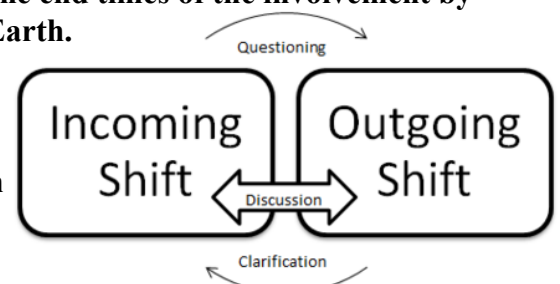 the end times of the involvement by
Earth.
Questioning
Incoming Shift
Outgoing Shift
Discussion
Clarification